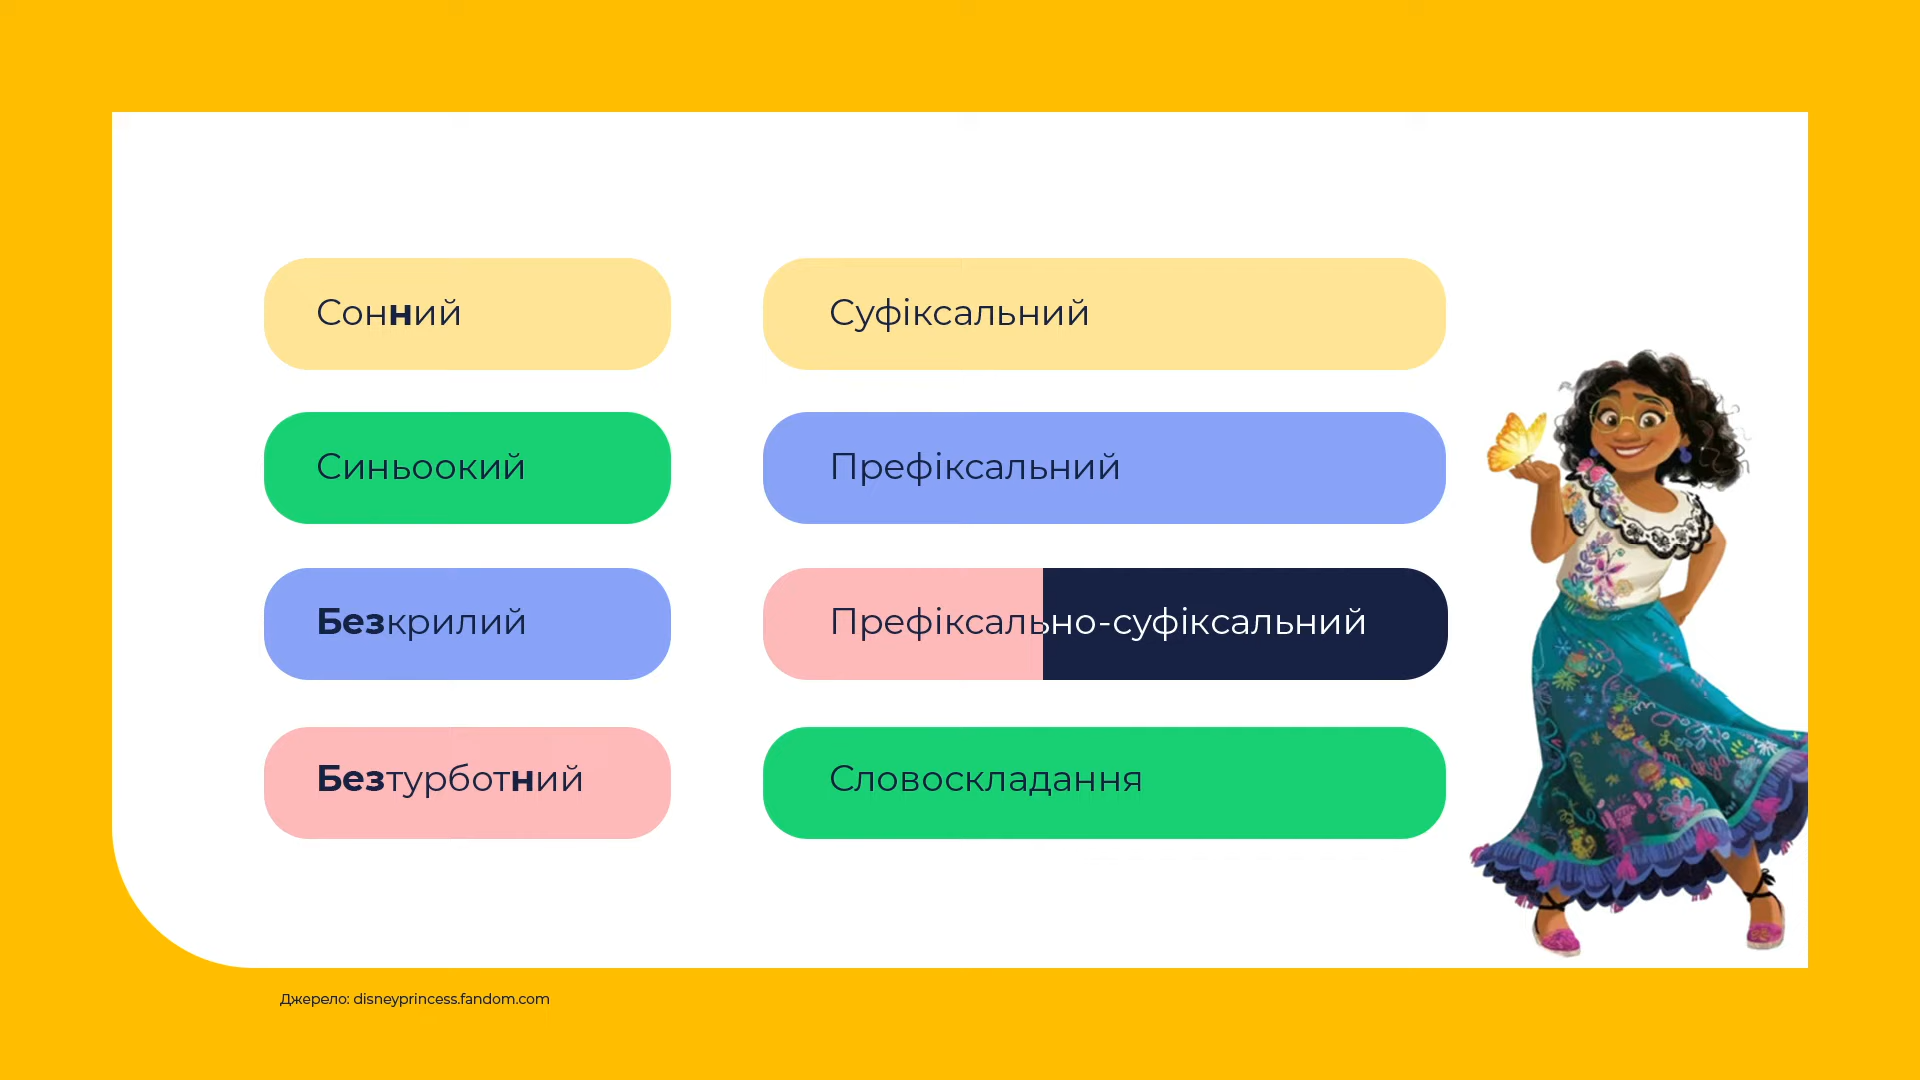 Сонний
Суфіксальний
Синьоокий
Префіксальний
Безкрилий
Префіксально-суфіксальний
Безтурботний
Словоскладання
Джерело: disneyprincess.fandom.com